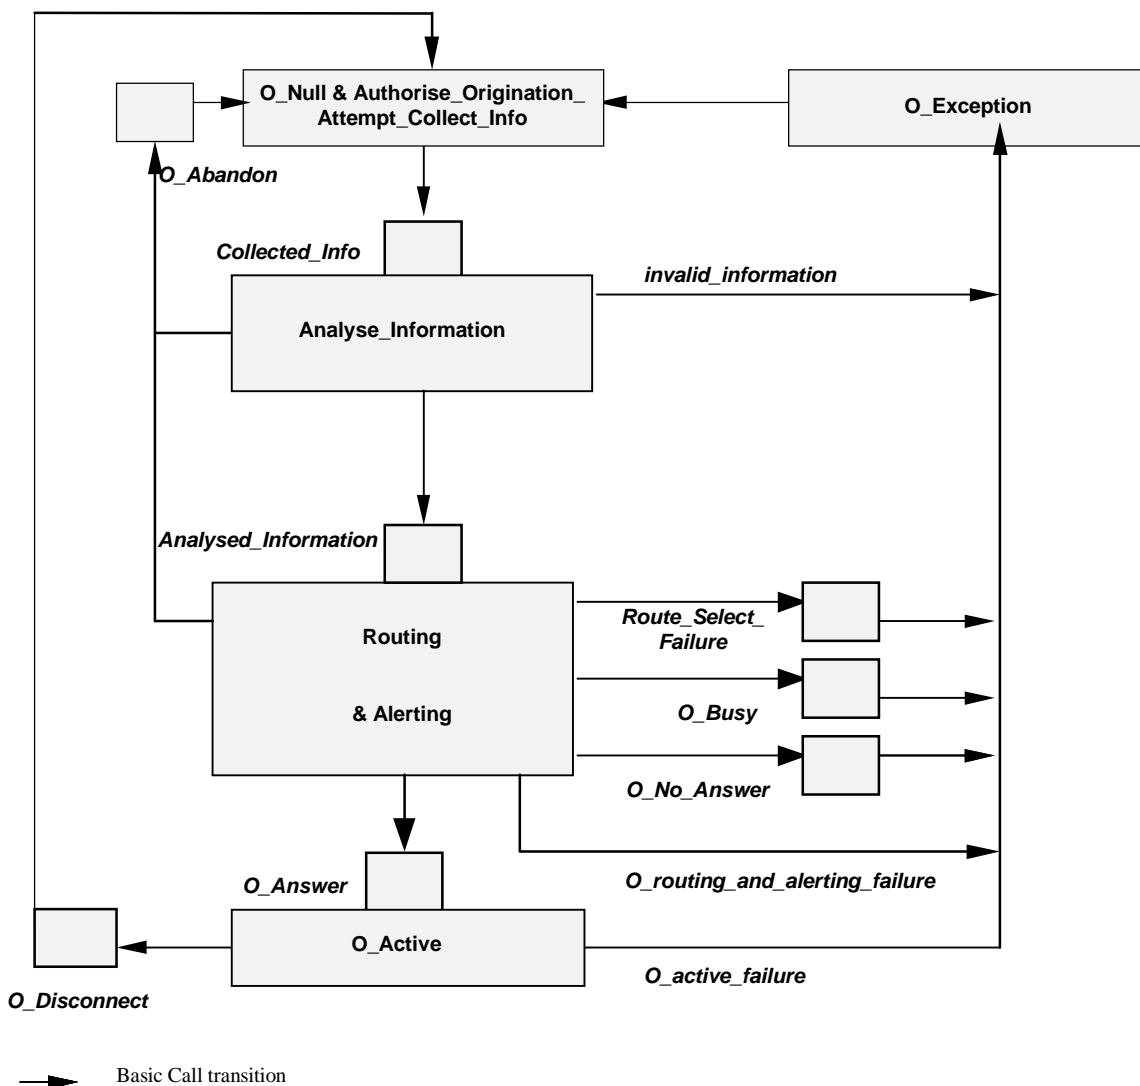 O_Null & Authorise_Origination_
Attempt_Collect_Info
O_Exception
O_Abandon
Collected_Info
invalid_information
Analyse_Information
Analysed_Information
Route_Select_
Failure
Routing
& Alerting
O_Busy
O_No_Answer
O_Answer
O_routing_and_alerting_failure
O_Active
O_active_failure
O_Disconnect
Basic Call transition